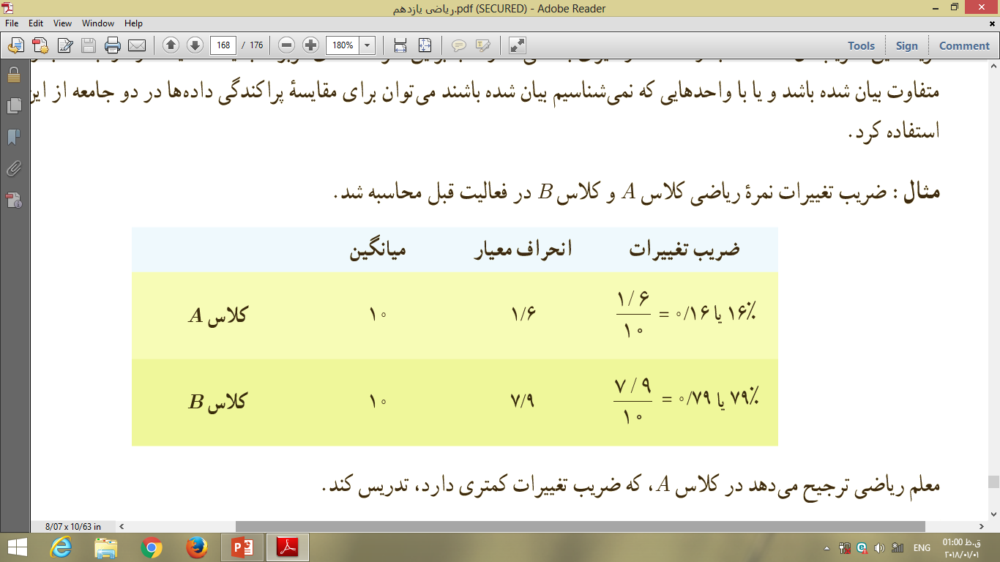 ریاضی یازدهم.pdf (SECURED) - Adobe Reader
File Edit View Window Help
168 / 176 180% Tools Sign Comment
متفاوت بیان شده باشد و یا با واحدهایی که نمی‌شناسیم بیان شده باشند می‌توان برای مقایسهٔ پراکندگی داده‌ها در دو جامعه از این
استفاده کرد.
مثال : ضریب تغییرات نمرهٔ ریاضی کلاس A و کلاس B در فعالیت قبل محاسبه شد.
ضریب تغییرات انحراف معیار میانگین
۱/۶ / ۱۰ = ۰/۱۶ یا ۱۶٪ ۱/۶ ۱۰ کلاس A
۷/۹ / ۱۰ = ۰/۷۹ یا ۷۹٪ ۷/۹ ۱۰ کلاس B
معلم ریاضی ترجیح می‌دهد در کلاس A، که ضریب تغییرات کمتری دارد، تدریس کند.
8/07 x 10/63 in
ENG 01:00 ق.ظ
۲۰۱۸/۰۱/۰۱